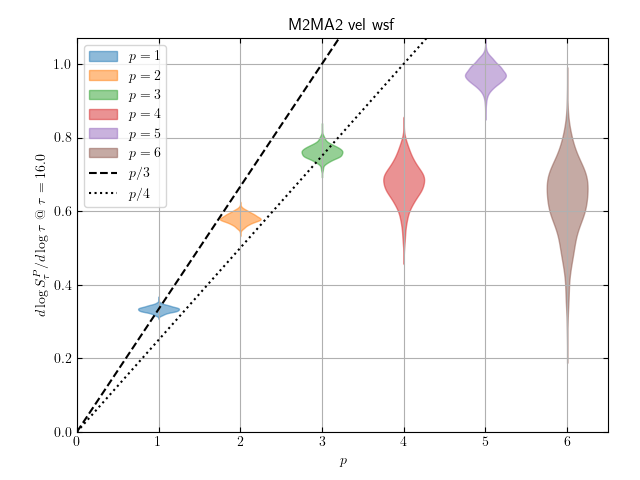 M2MA2 vel wsf
p = 1
p = 2
p = 3
p = 4
p = 5
p = 6
p/3
p/4
d log S_τ^P / d log τ @ τ = 16.0
1.0
0.8
0.6
0.4
0.2
0.0
0 1 2 3 4 5 6
p